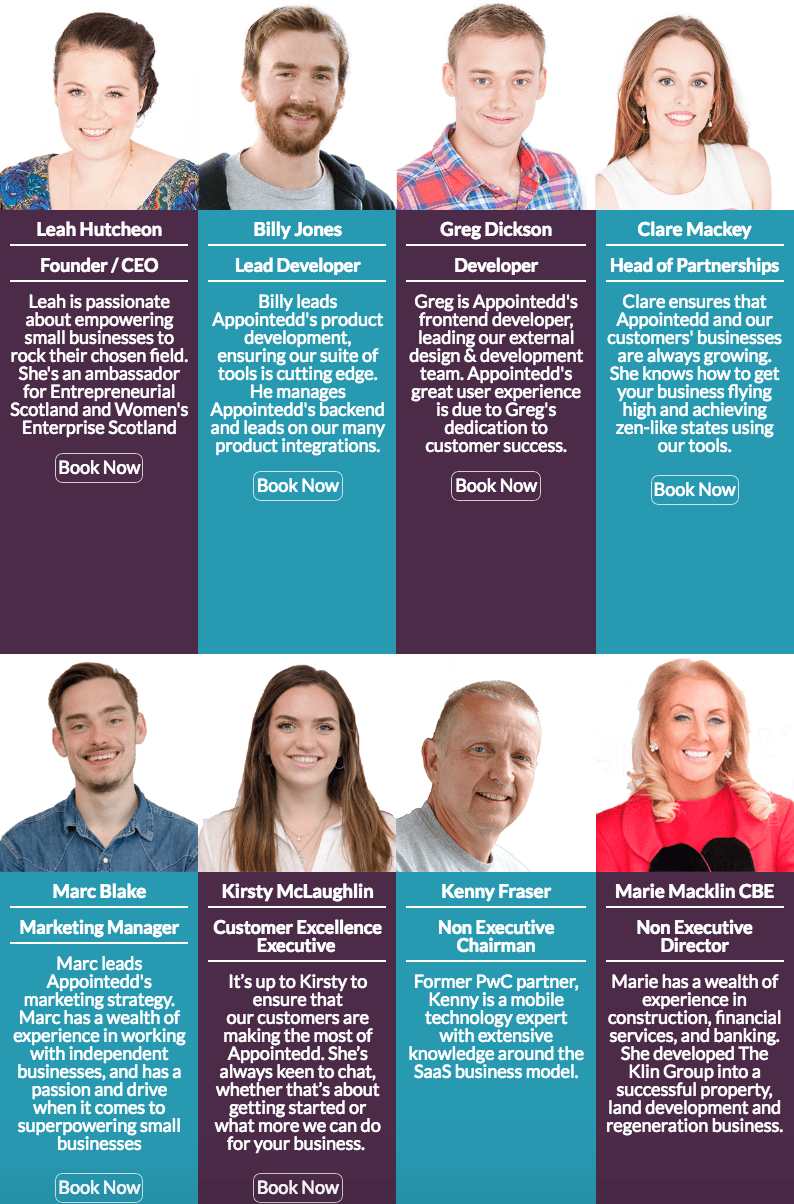 Leah Hutcheon
Founder / CEO
Leah is passionate
about empowering
small businesses to
rock their chosen field.
She's an ambassador
for Entrepreneurial
Scotland and Women's
Enterprise Scotland
Book Now
Billy Jones
Lead Developer
Billy leads
Appointedd's product
development,
ensuring our suite of
tools is cutting edge.
He manages
Appointedd's backend
and leads on our many
product integrations.
Book Now
Greg Dickson
Developer
Greg is Appointedd's
frontend developer,
leading our external
design & development
team. Appointedd's
great user experience
is due to Greg's
dedication to
customer success.
Book Now
Clare Mackey
Head of Partnerships
Clare ensures that
Appointedd and our
customers' businesses
are always growing.
She knows how to get
your business flying
high and achieving
zen-like states using
our tools.
Book Now
Marc Blake
Marketing Manager
Marc leads
Appointedd's
marketing strategy.
Marc has a wealth of
experience in working
with independent
businesses, and has a
passion and drive
when it comes to
superpowering small
businesses
Book Now
Kirsty McLaughlin
Customer Excellence
Executive
It’s up to Kirsty to
ensure that
our customers are
making the most of
Appointedd. She’s
always keen to chat,
whether that’s about
getting started or
what more we can do
for your business.
Book Now
Kenny Fraser
Non Executive
Chairman
Former PwC partner,
Kenny is a mobile
technology expert
with extensive
knowledge around the
SaaS business model.
Marie Macklin CBE
Non Executive
Director
Marie has a wealth of
experience in
construction, financial
services, and banking.
She developed The
Klin Group into a
successful property,
land development and
regeneration business.